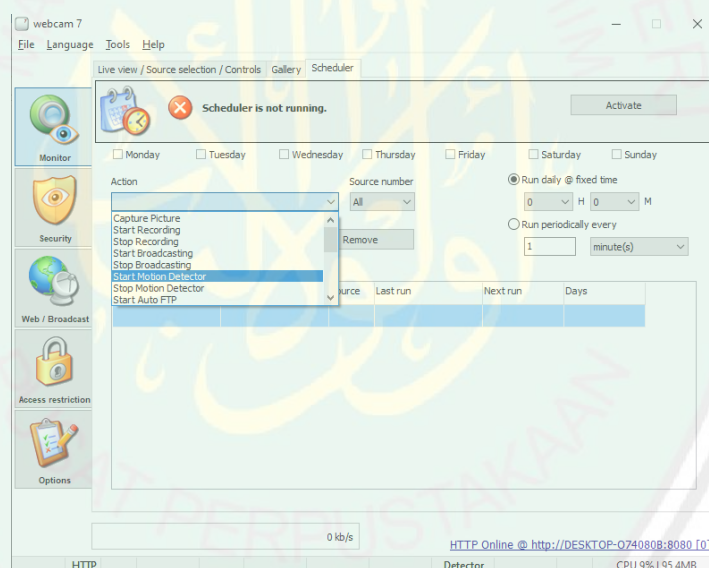 webcam 7
File Language Tools Help
Live view / Source selection / Controls Gallery Scheduler
Scheduler is not running.
Activate
Monitor
Monday Tuesday Wednesday Thursday Friday Saturday Sunday
Action Source number Run daily @ fixed time
All 0 H 0 M
Capture Picture
Start Recording
Stop Recording
Start Broadcasting
Stop Broadcasting
Start Motion Detector
Stop Motion Detector
Start Auto FTP
Run periodically every
Remove 1 minute(s)
Security
Last run Next run Days
Web / Broadcast
Access restriction
Options
0 kb/s
HTTP Online @ http://DESKTOP-O74080B:8080
HTTP Detector CPU 9% | 95.4MB
PERPUSTAKAAN